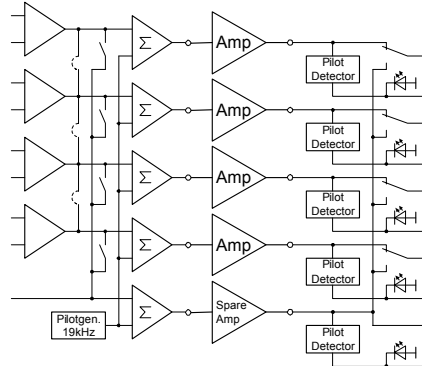 Σ
Amp
Pilot
Detector
Σ
Amp
Pilot
Detector
Σ
Amp
Pilot
Detector
Σ
Amp
Pilot
Detector
Pilotgen.
19kHz
Σ
Spare
Amp
Pilot
Detector